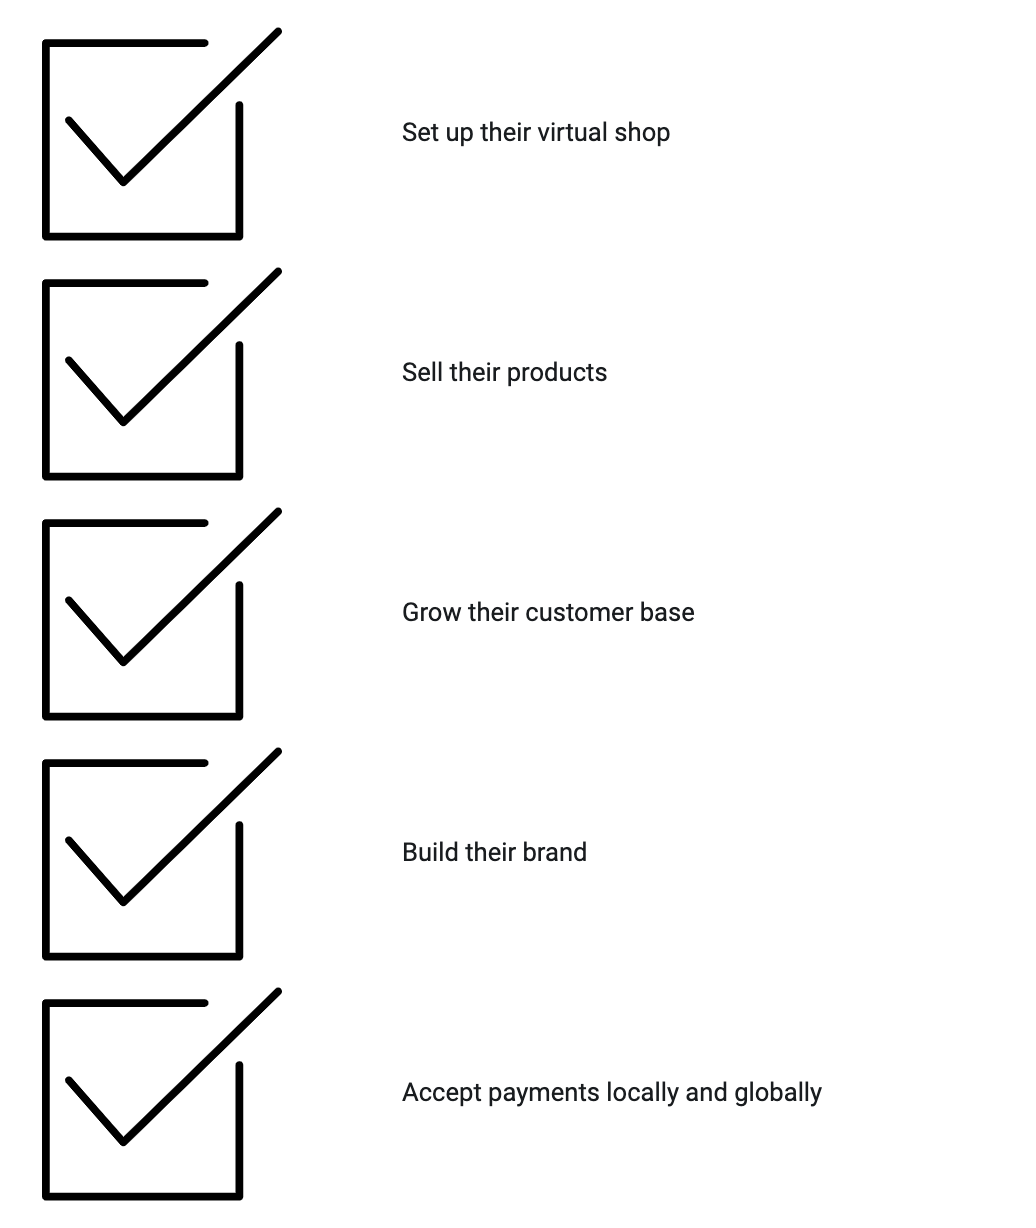 Set up their virtual shop
Sell their products
Grow their customer base
Build their brand
Accept payments locally and globally